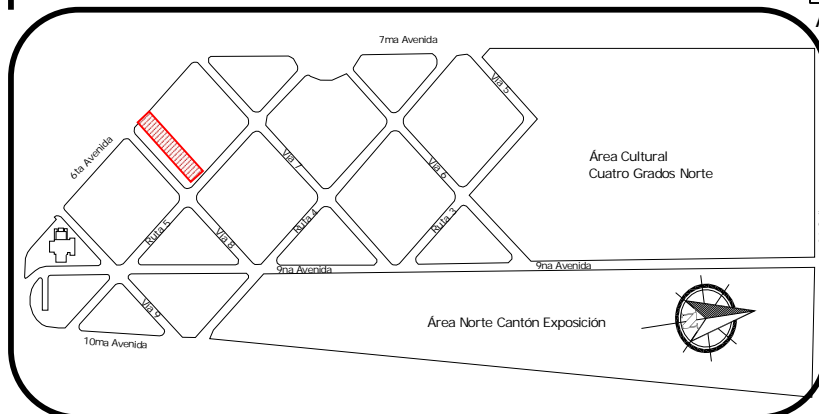 7ma Avenida
Vía 5
6ta Avenida
Vía 7
Vía 6
Área Cultural
Cuatro Grados Norte
Ruta 5
Vía 8
Ruta 4
Ruta 3
9na Avenida
9na Avenida
Vía 9
10ma Avenida
Área Norte Cantón Exposición